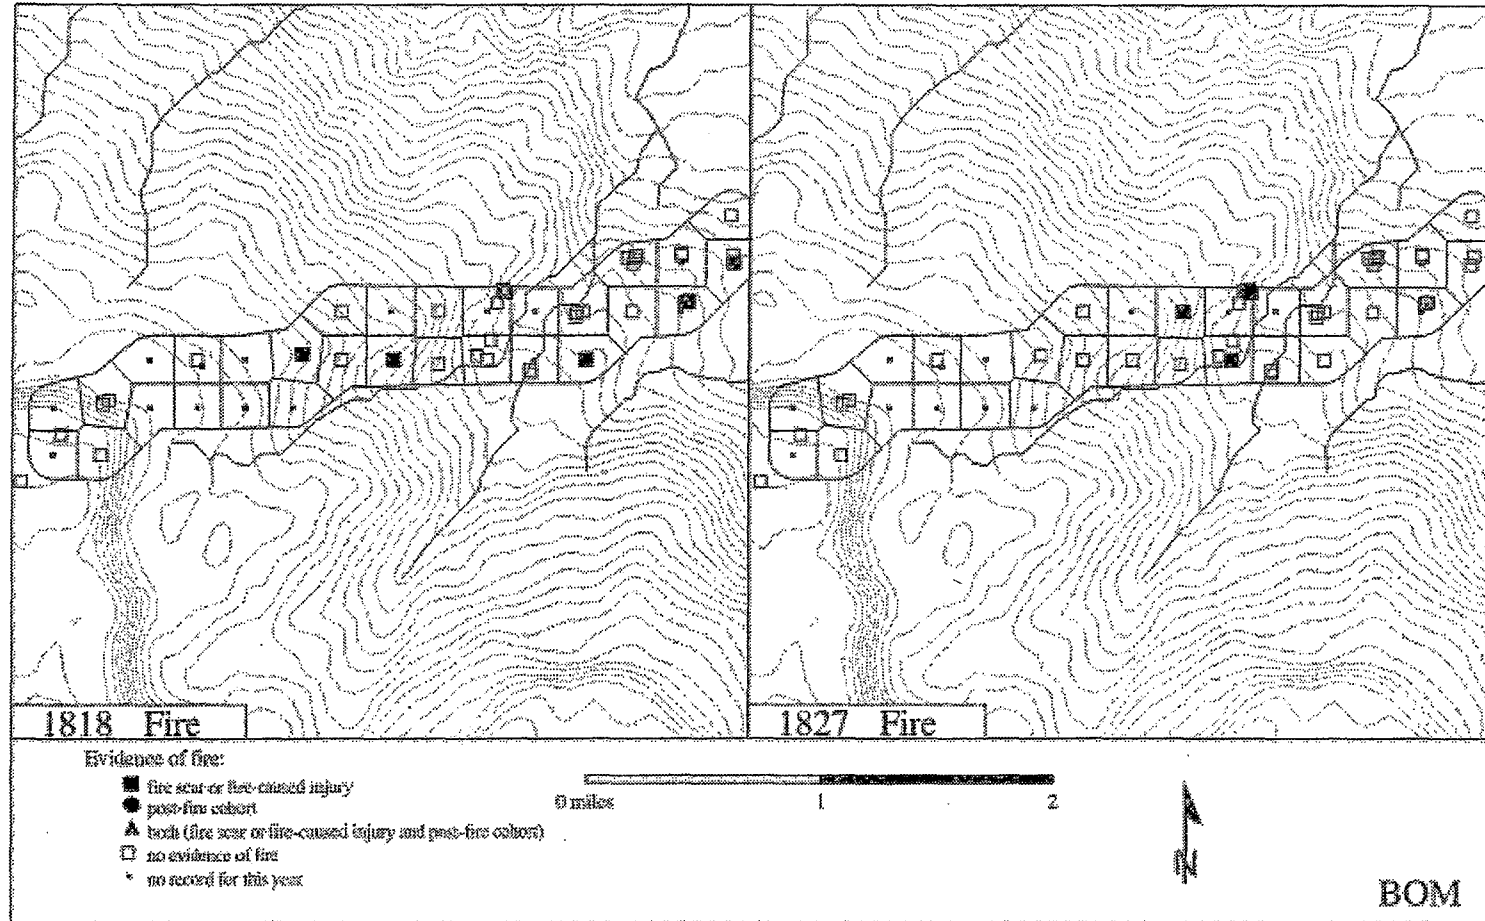 1818 Fire
1827 Fire
Evidence of fire:
fire scar or fire-caused injury
post-fire cohort
both (fire scar or fire-caused injury and post-fire cohort)
no evidence of fire
no record for this year
0 miles 1 2
N
BOM